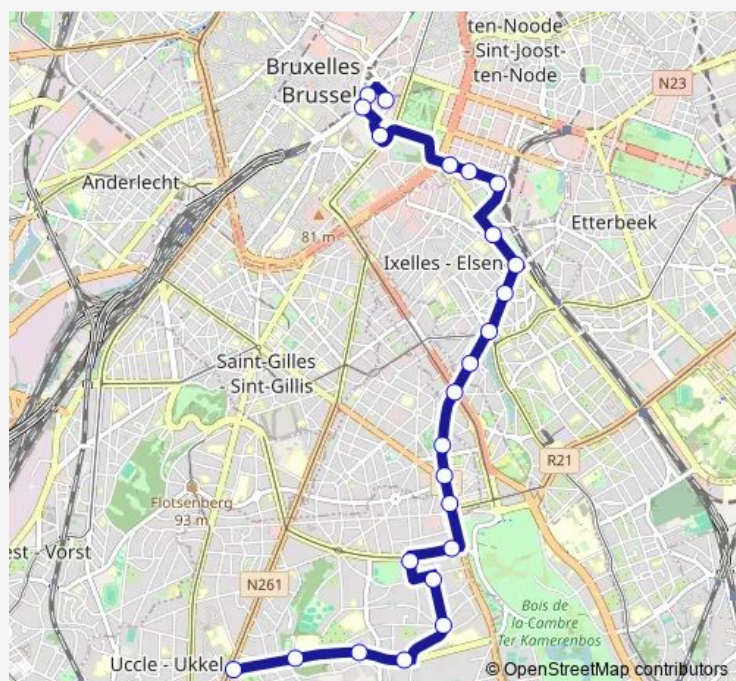 ten-Noode
- Sint-Joost-
ten-Node
Bruxelles
Brussel
N23
Anderlecht
Etterbeek
81 m
Ixelles - Elsene
Saint-Gilles
- Sint-Gillis
R21
Flotsenberg
93 m
est - Vorst
N261
Bois de
la Cambre
Ter Kamerenbos
Uccle - Ukkel
© OpenStreetMap contributors